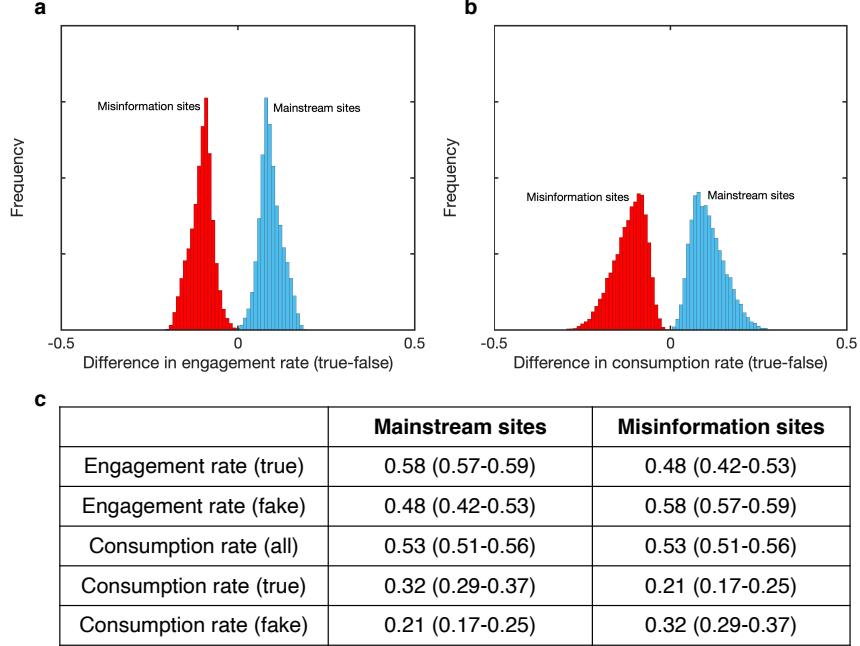 a
b
Misinformation sites
Mainstream sites
Frequency
-0.5
0
0.5
Difference in engagement rate (true-false)
Misinformation sites
Mainstream sites
Frequency
-0.5
0
0.5
Difference in consumption rate (true-false)
c
Mainstream sites Misinformation sites
Engagement rate (true) 0.58 (0.57-0.59) 0.48 (0.42-0.53)
Engagement rate (fake) 0.48 (0.42-0.53) 0.58 (0.57-0.59)
Consumption rate (all) 0.53 (0.51-0.56) 0.53 (0.51-0.56)
Consumption rate (true) 0.32 (0.29-0.37) 0.21 (0.17-0.25)
Consumption rate (fake) 0.21 (0.17-0.25) 0.32 (0.29-0.37)